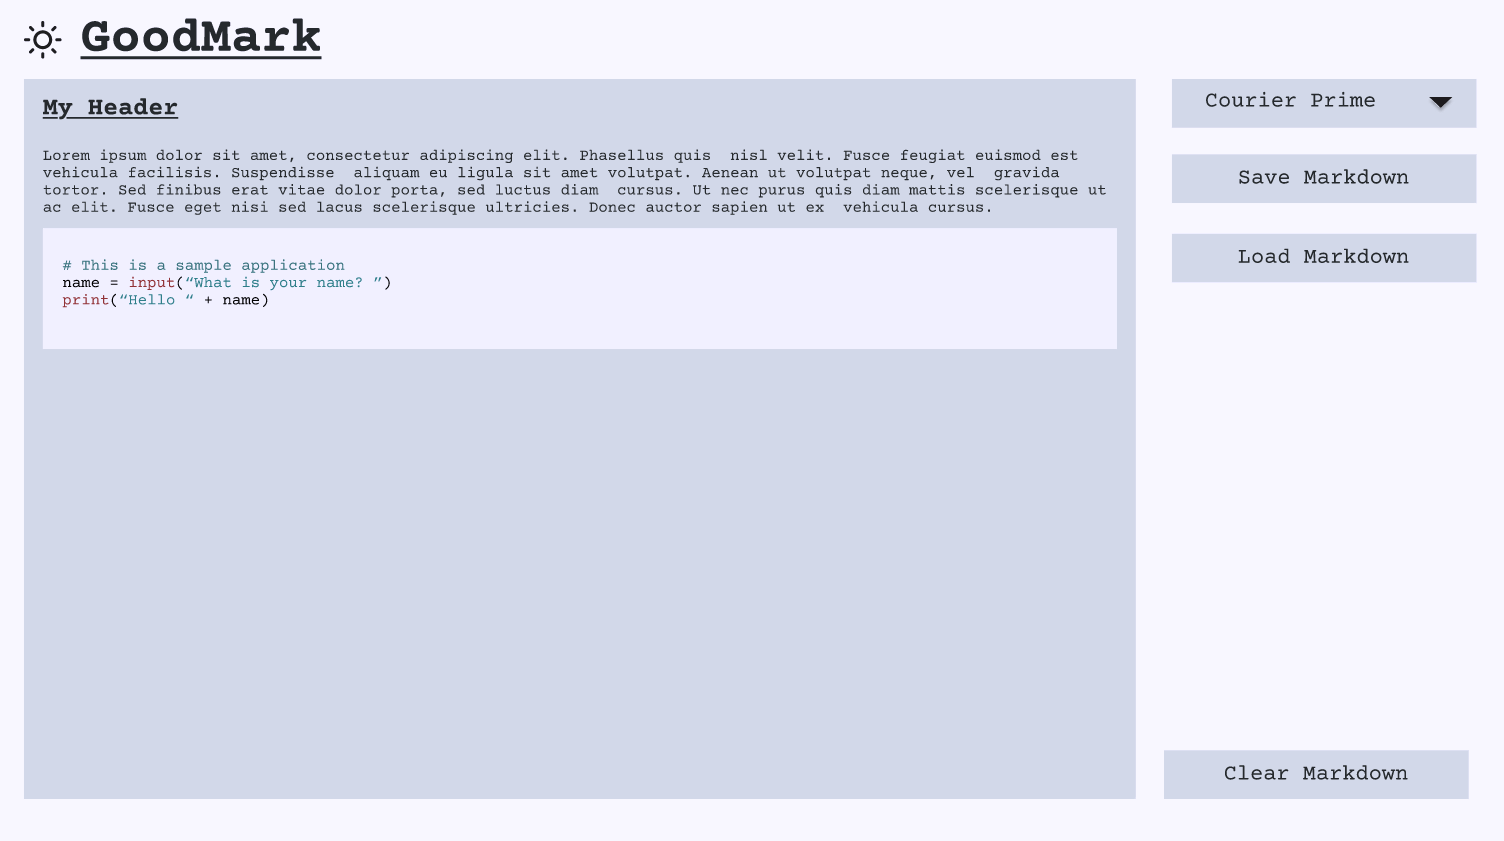 GoodMark
My Header
Lorem ipsum dolor sit amet, consectetur adipiscing elit. Phasellus quis  nisl velit. Fusce feugiat euismod est
vehicula facilisis. Suspendisse  aliquam eu ligula sit amet volutpat. Aenean ut volutpat neque, vel  gravida
tortor. Sed finibus erat vitae dolor porta, sed luctus diam  cursus. Ut nec purus quis diam mattis scelerisque ut
ac elit. Fusce eget nisi sed lacus scelerisque ultricies. Donec auctor sapien ut ex  vehicula cursus.
# This is a sample application
name = input(“What is your name? ”)
print(“Hello “ + name)
Courier Prime
Save Markdown
Load Markdown
Clear Markdown